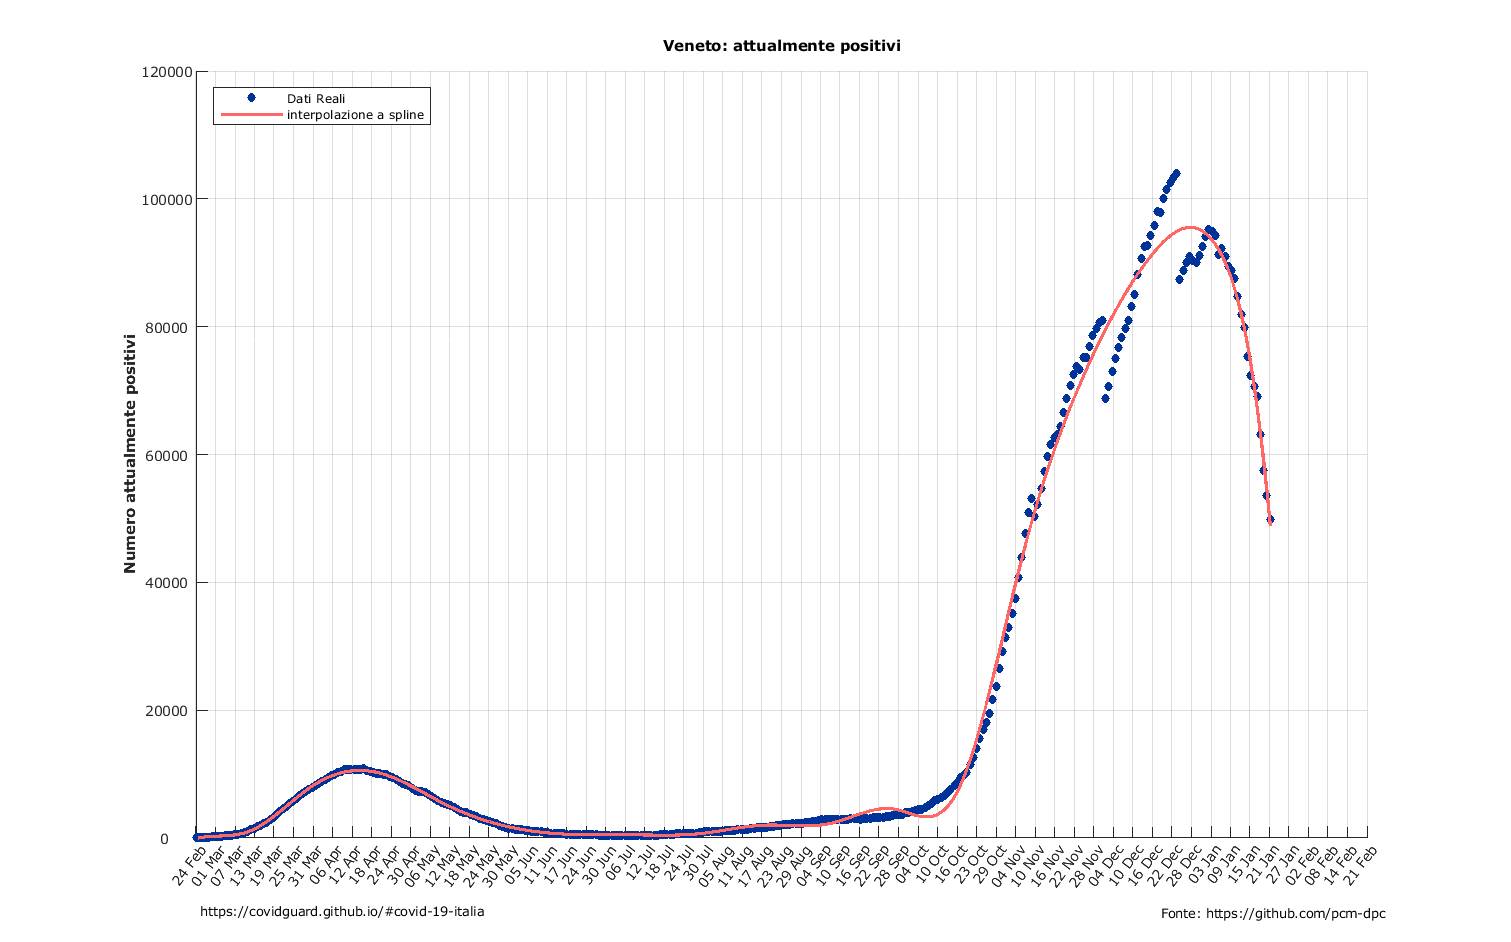 Veneto: attualmente positivi
120000
100000
80000
60000
40000
20000
0
Numero attualmente positivi
Dati Reali
interpolazione a spline
24 Feb
01 Mar
07 Mar
13 Mar
19 Mar
25 Mar
31 Mar
06 Apr
12 Apr
18 Apr
24 Apr
30 Apr
06 May
12 May
18 May
24 May
30 May
05 Jun
11 Jun
17 Jun
24 Jun
30 Jun
06 Jul
12 Jul
18 Jul
24 Jul
30 Jul
05 Aug
11 Aug
17 Aug
23 Aug
29 Aug
04 Sep
10 Sep
16 Sep
22 Sep
28 Sep
04 Oct
10 Oct
16 Oct
23 Oct
29 Oct
04 Nov
10 Nov
16 Nov
22 Nov
28 Nov
04 Dec
10 Dec
16 Dec
22 Dec
28 Dec
03 Jan
09 Jan
15 Jan
21 Jan
27 Feb
02 Feb
08 Feb
14 Feb
21 Feb
https://covidguard.github.io/#covid-19-italia
Fonte: https://github.com/pcm-dpc